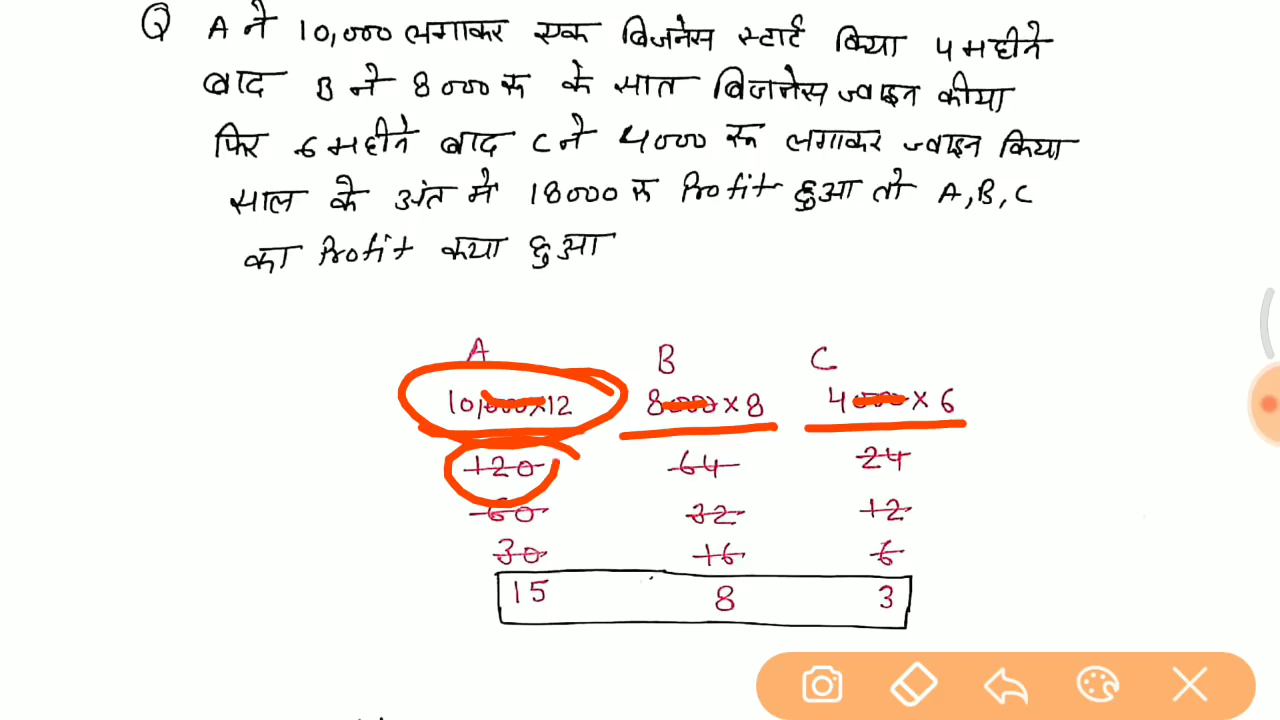 Q A ने 10,000 लगाकर एक बिजनेस स्टार्ट किया 4 महीने
बाद B ने 8000 रू के सात बिजनेस ज्वाइन कीया
फिर 6 महीने बाद C ने 4000 रू लगाकर ज्वाइन किया
साल के अंत मे 18000 रू Profit हुआ तो A, B, C
का Profit क्या हुआ
A B C
10,000×12 8000×8 4000×6
120 64 24
60 32 12
30 16 6
15 8 3